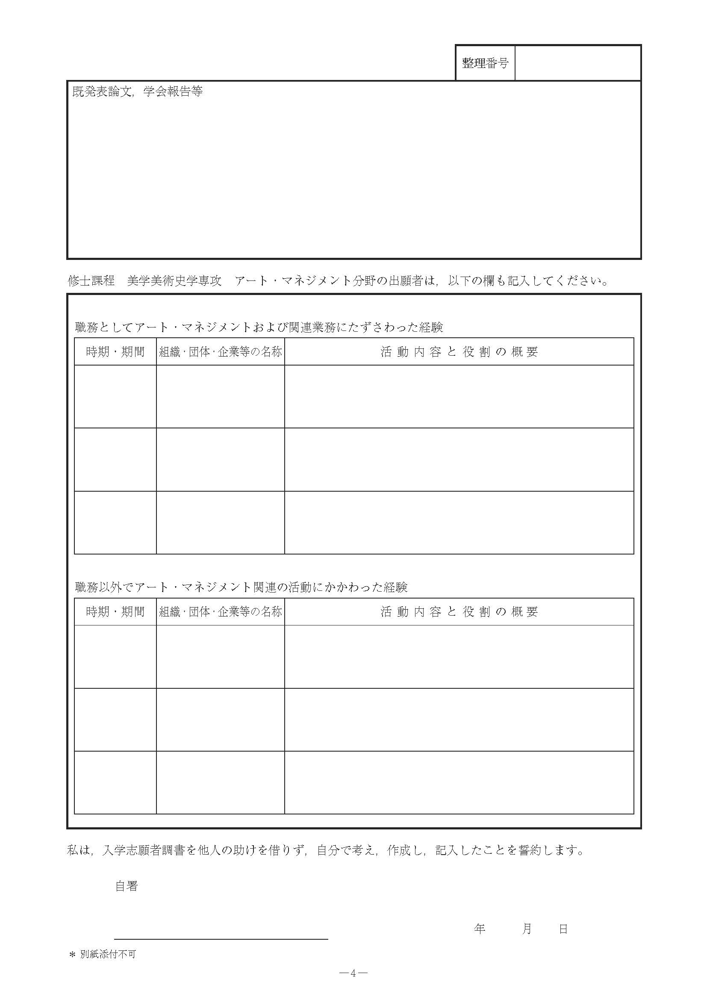 整理番号
既発表論文，学会報告等
修士課程　美学美術史学専攻　アート・マネジメント分野の出願者は，以下の欄も記入してください。
職務としてアート・マネジメントおよび関連業務にたずさわった経験
時期・期間　組織・団体・企業等の名称　活動内容と役割の概要
職務以外でアート・マネジメント関連の活動にかかわった経験
時期・期間　組織・団体・企業等の名称　活動内容と役割の概要
私は，入学志願者調書を他人の助けを借りず，自分で考え，作成し，記入したことを誓約します。
自署
年　月　日
＊ 別紙添付不可
―4―